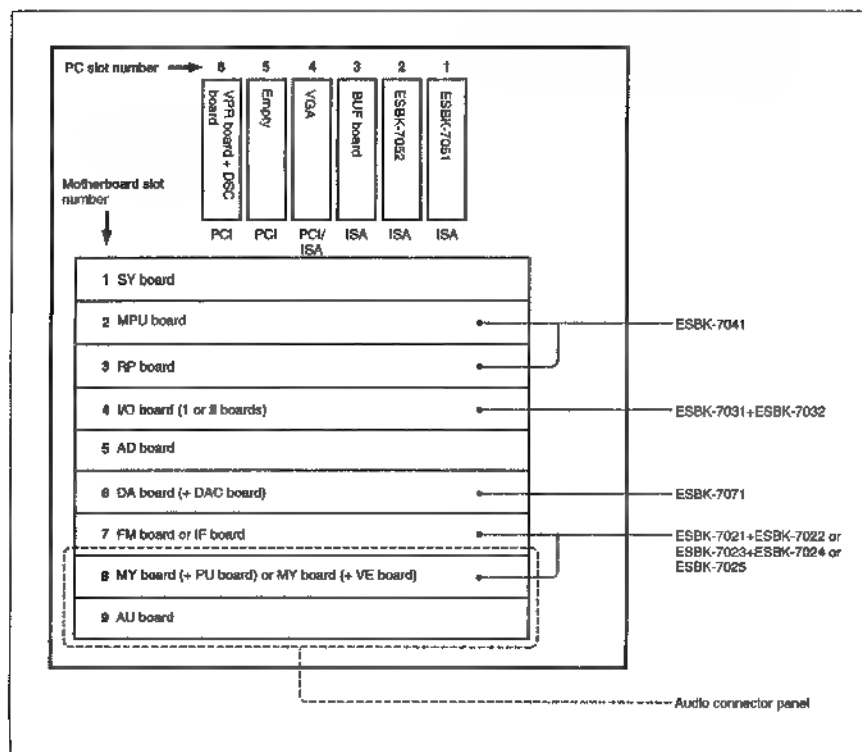 PC slot number 6 5 4 3 2 1
VPR board + DSC
board
Empty
VGA
BUF board
ESBK-7052
ESBK-7051
Motherboard slot
number
PCI PCI PCI/
ISA ISA ISA ISA
1 SY board
2 MPU board
ESBK-7041
3 RP board
4 I/O board (1 or II boards)
ESBK-7031+ESBK-7032
5 AD board
6 DA board (+ DAC board)
ESBK-7071
7 FM board or IF board
ESBK-7021+ESBK-7022 or
ESBK-7023+ESBK-7024 or
ESBK-7025
8 MY board (+ PU board) or MY board (+ VE board)
9 AU board
Audio connector panel